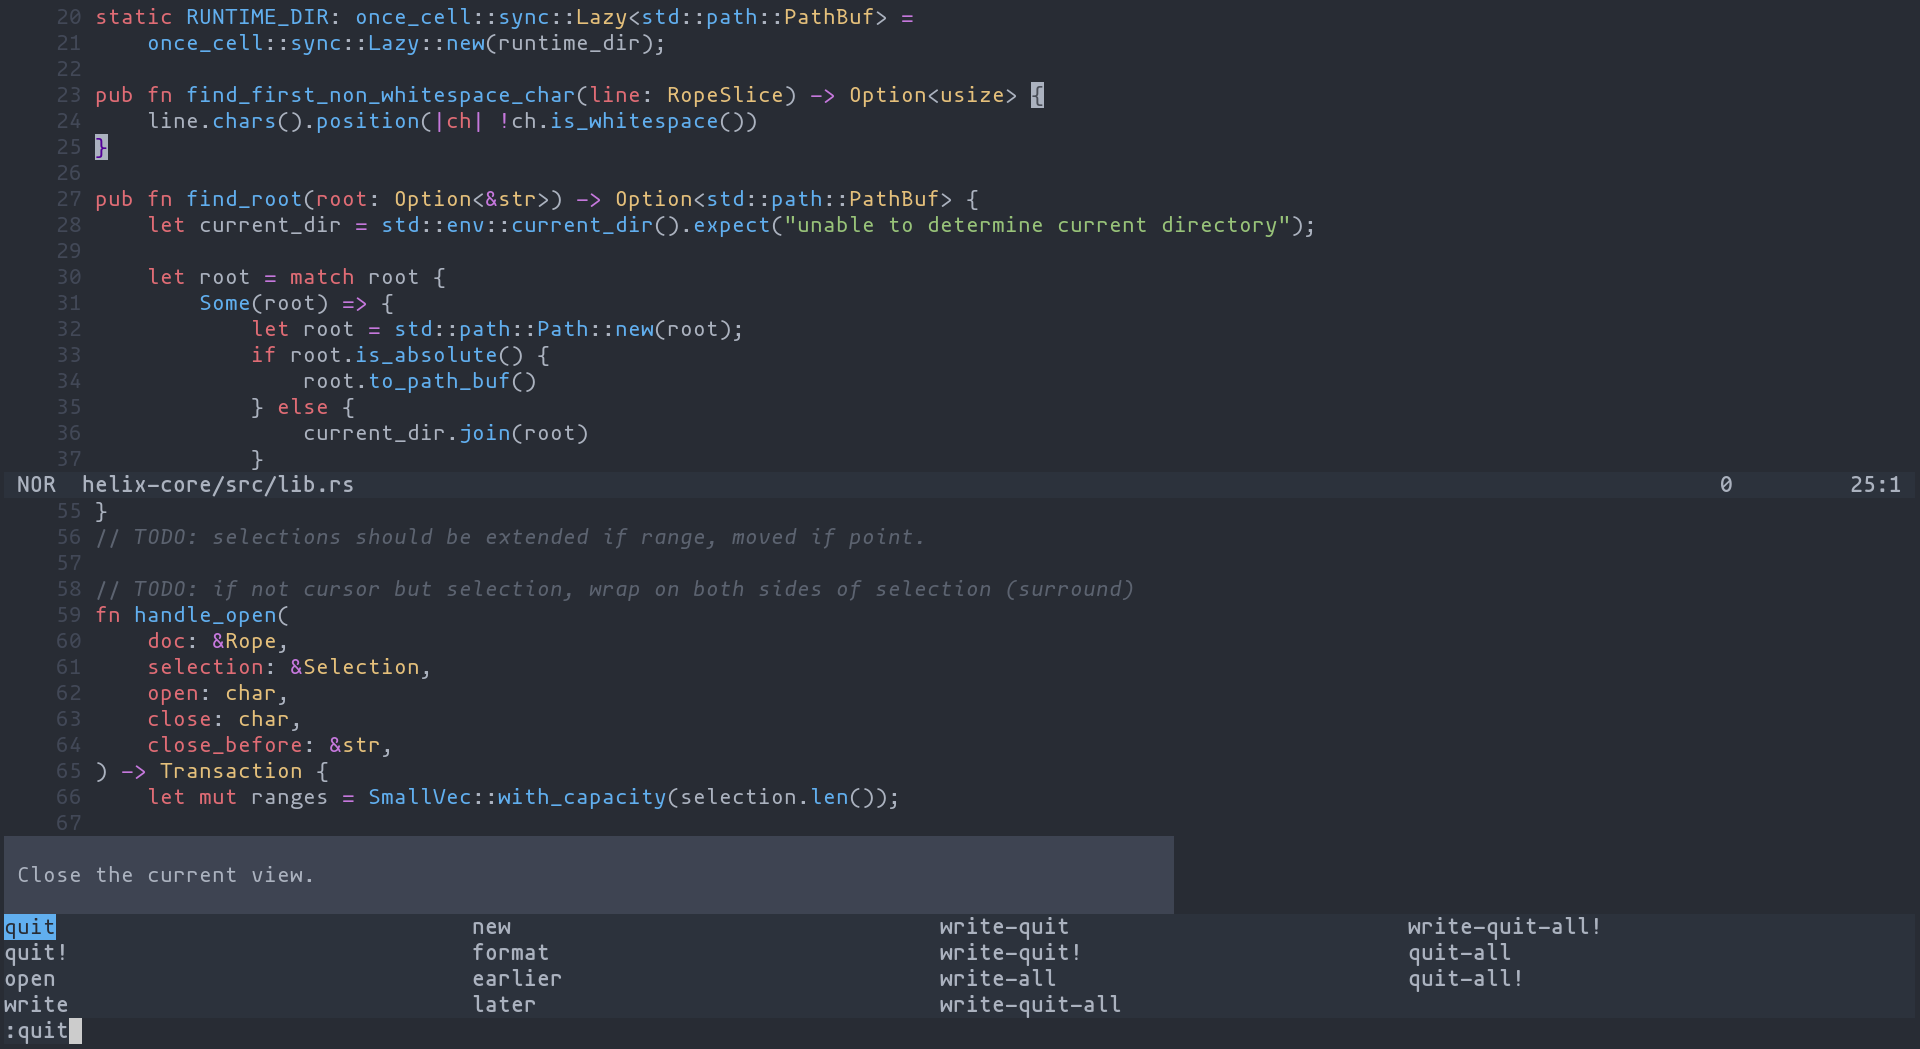 20 static RUNTIME_DIR: once_cell::sync::Lazy<std::path::PathBuf> =
21     once_cell::sync::Lazy::new(runtime_dir);
22
23 pub fn find_first_non_whitespace_char(line: RopeSlice) -> Option<usize> {
24     line.chars().position(|ch| !ch.is_whitespace())
25 }
26
27 pub fn find_root(root: Option<&str>) -> Option<std::path::PathBuf> {
28     let current_dir = std::env::current_dir().expect("unable to determine current directory");
29
30     let root = match root {
31         Some(root) => {
32             let root = std::path::Path::new(root);
33             if root.is_absolute() {
34                 root.to_path_buf()
35             } else {
36                 current_dir.join(root)
37             }
NOR  helix-core/src/lib.rs 0 25:1
55 }
56 // TODO: selections should be extended if range, moved if point.
57
58 // TODO: if not cursor but selection, wrap on both sides of selection (surround)
59 fn handle_open(
60     doc: &Rope,
61     selection: &Selection,
62     open: char,
63     close: char,
64     close_before: &str,
65 ) -> Transaction {
66     let mut ranges = SmallVec::with_capacity(selection.len());
67
Close the current view.
quit new write-quit write-quit-all!
quit! format write-quit! quit-all
open earlier write-all quit-all!
write later write-quit-all
:quit